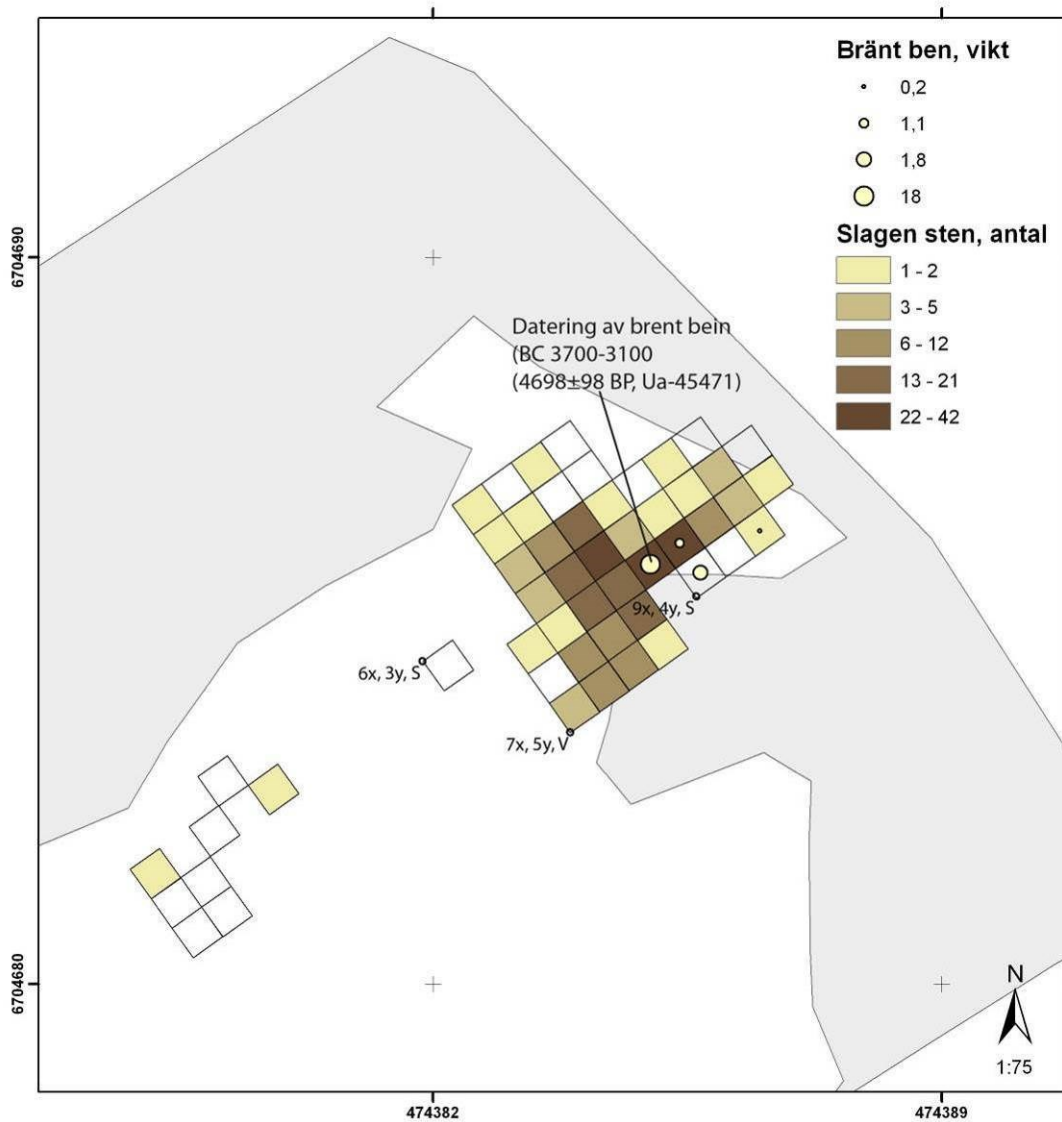 Bränt ben, vikt
0,2
1,1
1,8
18
Slagen sten, antal
1 - 2
3 - 5
6 - 12
13 - 21
22 - 42
6704690
Datering av brent bein
(BC 3700-3100
(4698±98 BP, Ua-45471)
9x, 4y, S
6x, 3y, S
7x, 5y, V
6704680
N
1:75
474382
474389